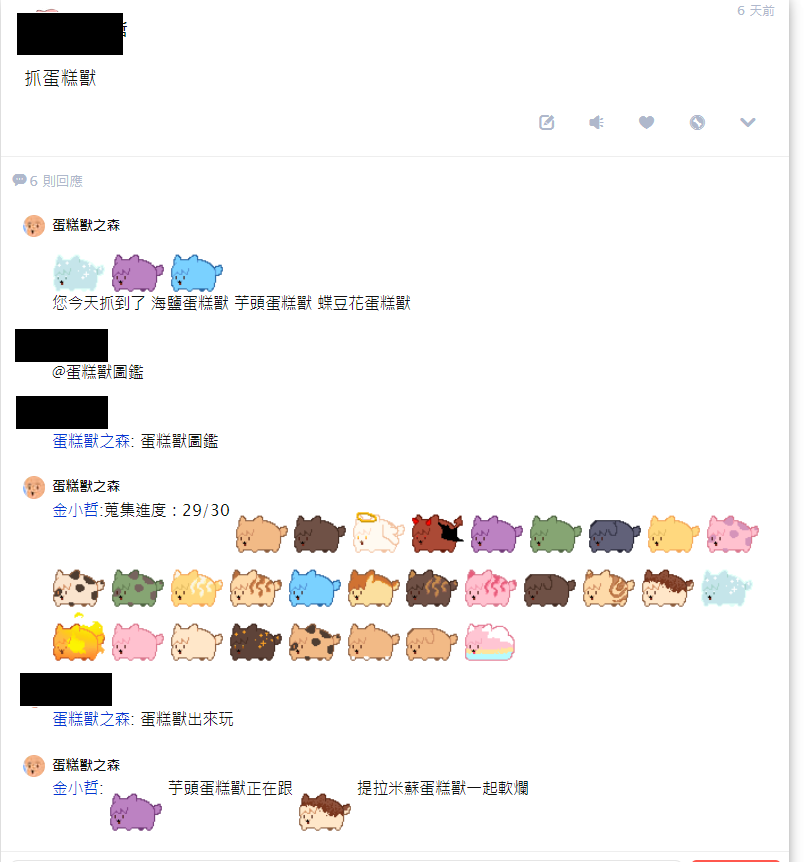 6 天前
哲
抓蛋糕獸
6 則回應
蛋糕獸之森
您今天抓到了 海鹽蛋糕獸 芋頭蛋糕獸 蝶豆花蛋糕獸
@蛋糕獸圖鑑
蛋糕獸之森: 蛋糕獸圖鑑
蛋糕獸之森
金小哲:蒐集進度：29/30
蛋糕獸之森: 蛋糕獸出來玩
蛋糕獸之森
金小哲: 芋頭蛋糕獸正在跟 提拉米蘇蛋糕獸一起軟爛